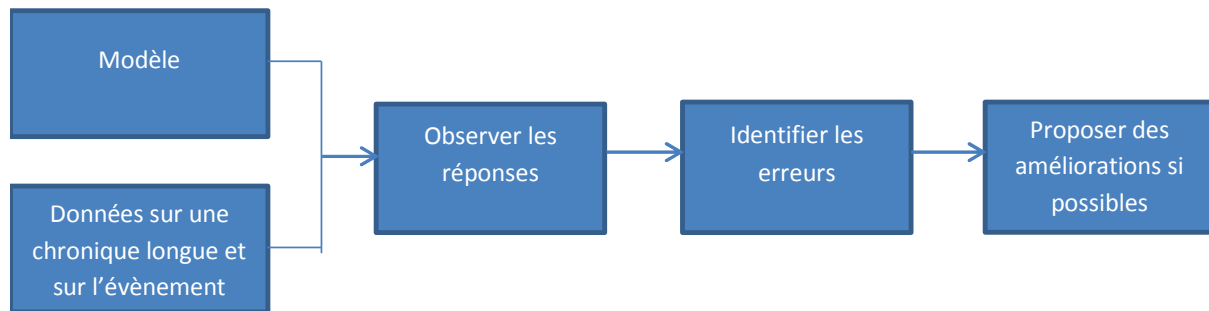 Modèle
Données sur une
chronique longue et
sur l'évènement
Observer les
réponses
Identifier les
erreurs
Proposer des
améliorations si
possibles